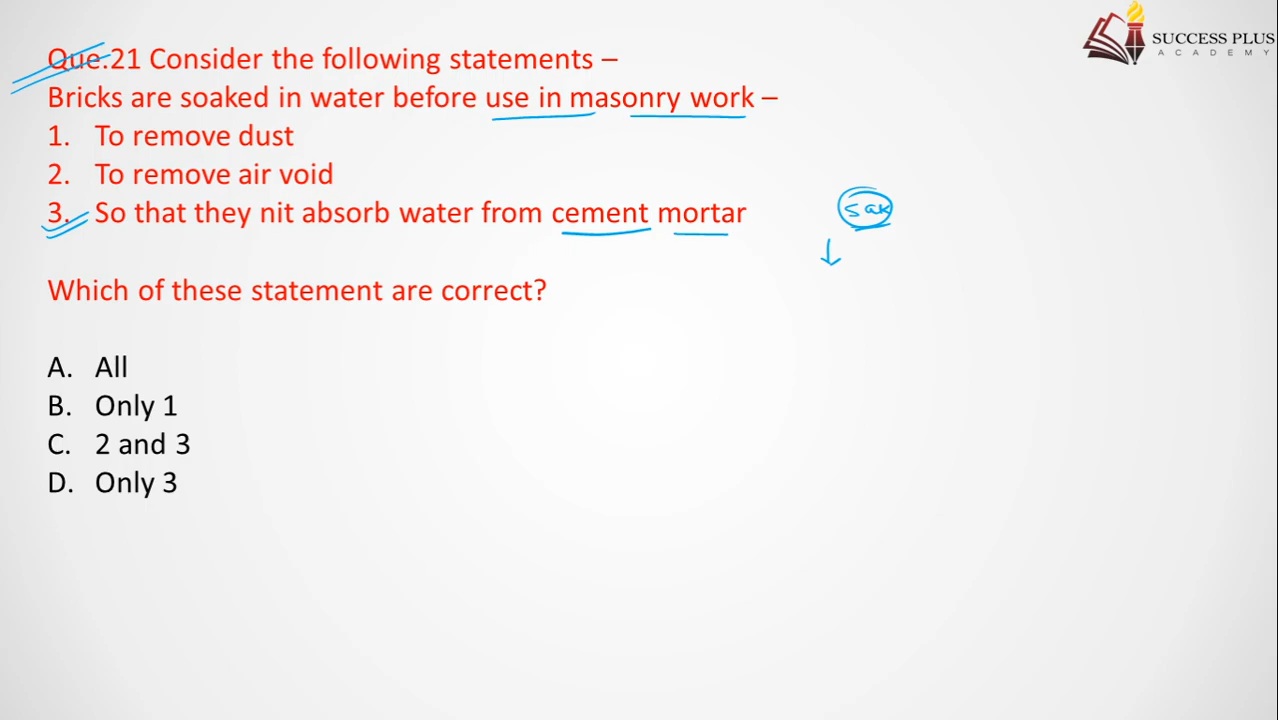 SUCCESS PLUS
ACADEMY
Que.21 Consider the following statements –
Bricks are soaked in water before use in masonry work –
1. To remove dust
2. To remove air void
3. So that they nit absorb water from cement mortar
Which of these statement are correct?
A. All
B. Only 1
C. 2 and 3
D. Only 3